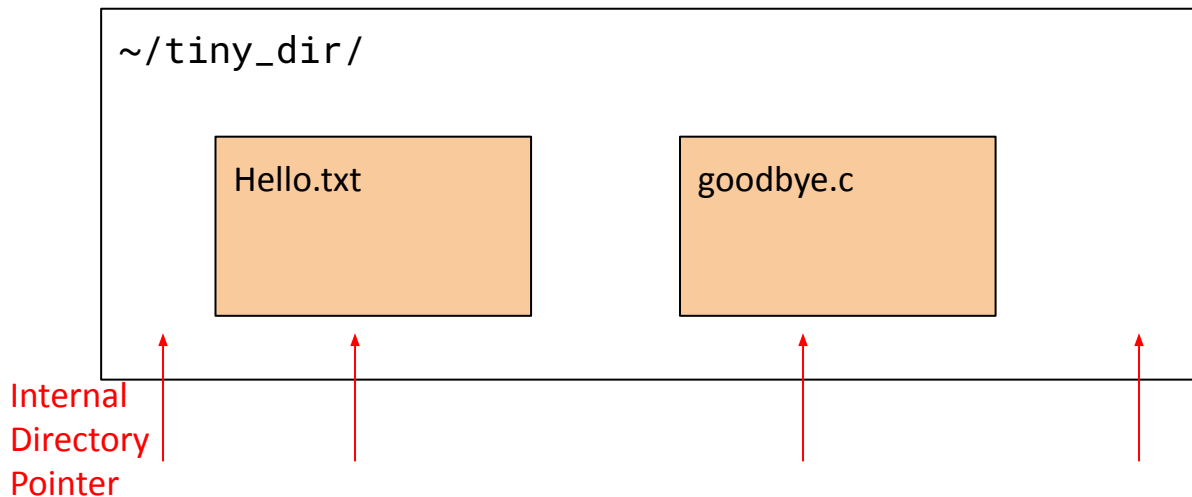 ~/tiny_dir/
Hello.txt
goodbye.c
Internal
Directory
Pointer